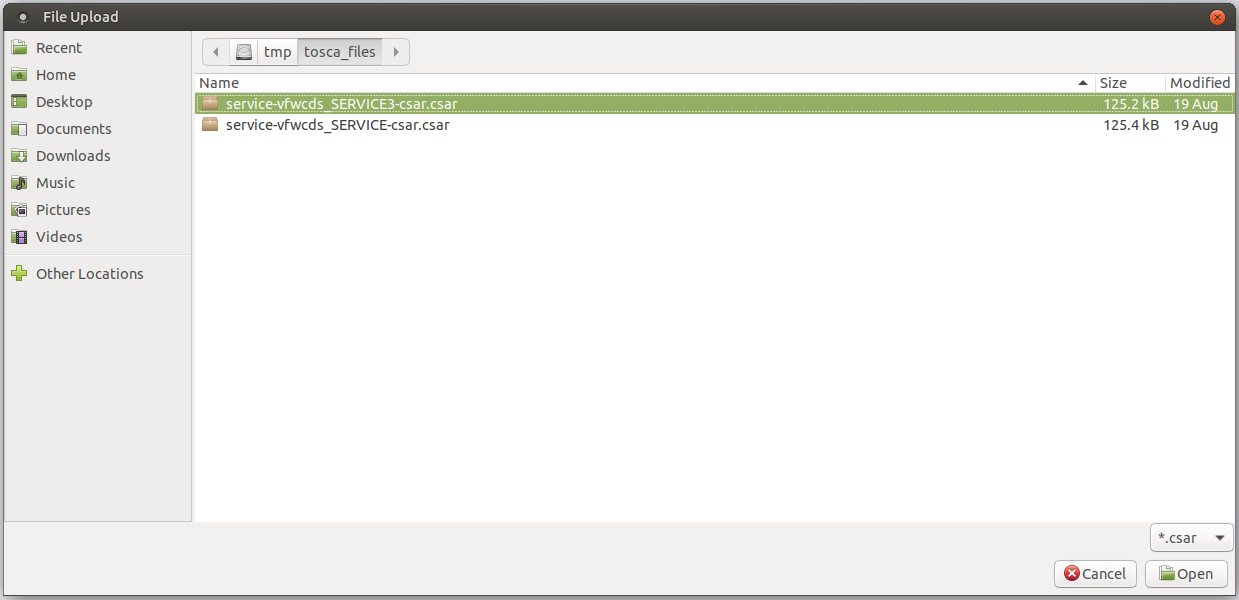 File Upload
Recent
Home
Desktop
Documents
Downloads
Music
Pictures
Videos
Other Locations
tmp tosca_files
Name Size Modified
service-vfwcds_SERVICE3-csar.csar 125.2 kB 19 Aug
service-vfwcds_SERVICE-csar.csar 125.4 kB 19 Aug
*.csar
Cancel Open